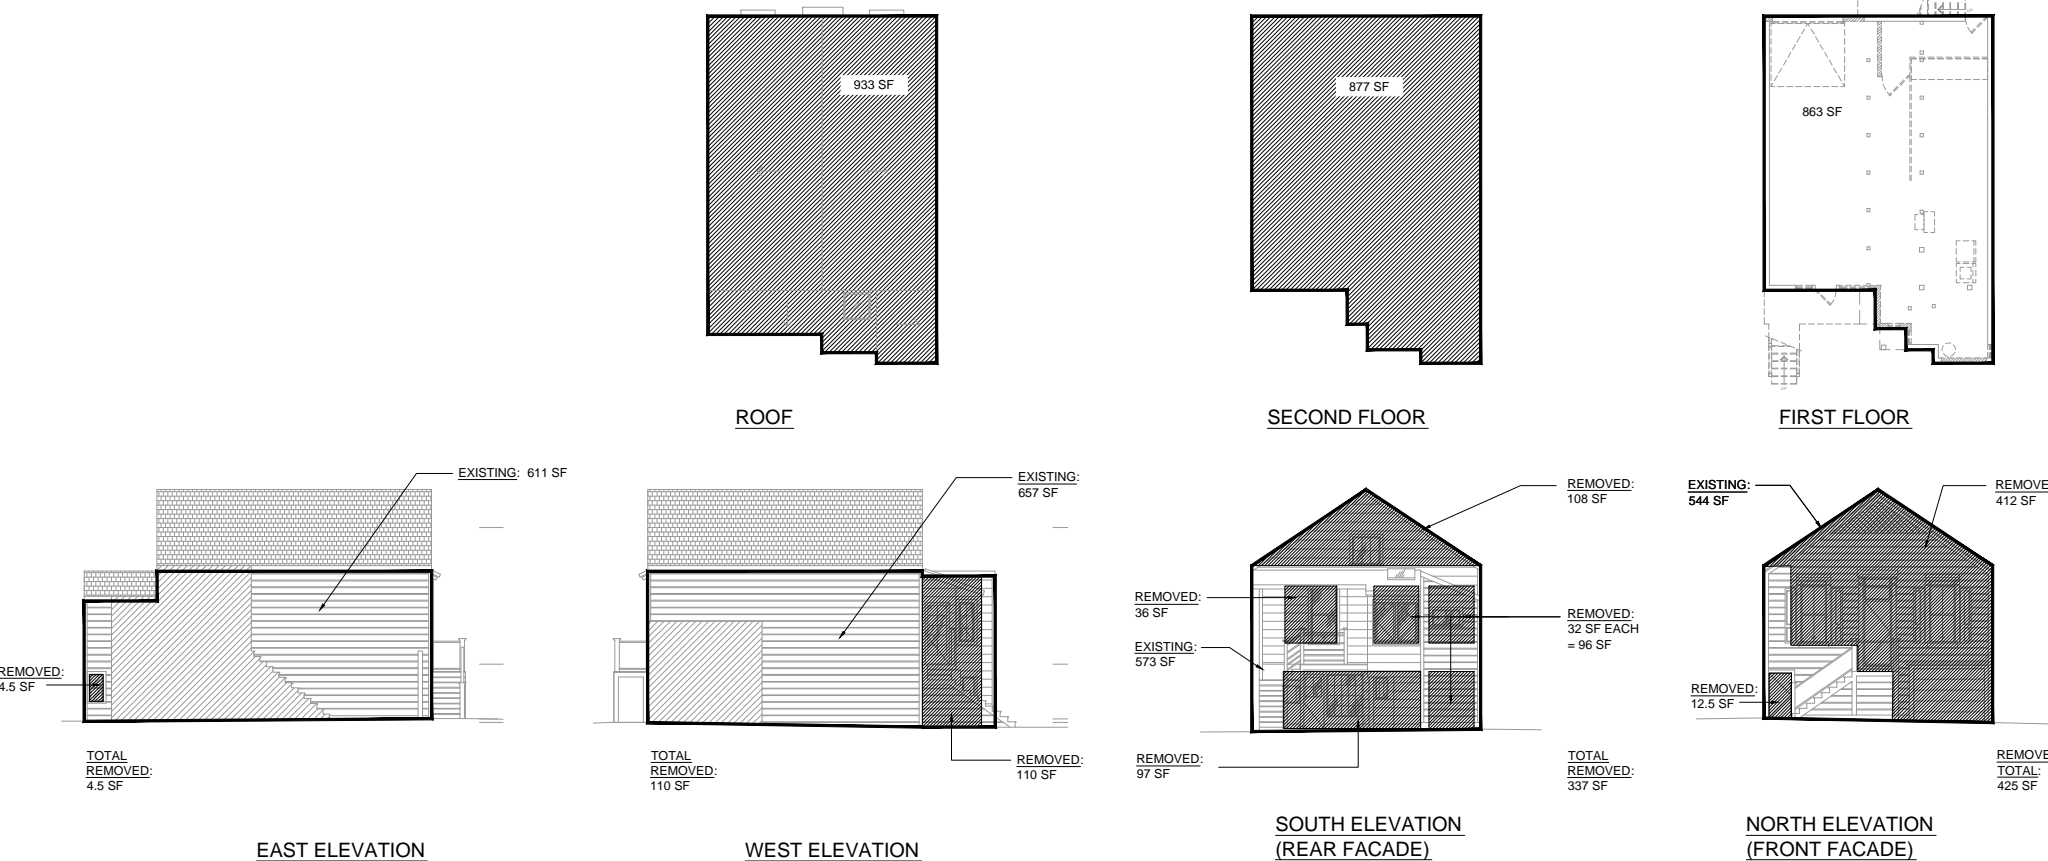 933 SF
877 SF
863 SF
ROOF
SECOND FLOOR
FIRST FLOOR
EXISTING: 611 SF
REMOVED:
4.5 SF
TOTAL
REMOVED:
4.5 SF
EAST ELEVATION
EXISTING:
657 SF
TOTAL
REMOVED:
110 SF
REMOVED:
110 SF
WEST ELEVATION
REMOVED:
108 SF
REMOVED:
36 SF
EXISTING:
573 SF
REMOVED:
32 SF EACH
= 96 SF
REMOVED:
97 SF
TOTAL
REMOVED:
337 SF
SOUTH ELEVATION
(REAR FACADE)
EXISTING:
544 SF
REMOVE
412 SF
REMOVED:
12.5 SF
REMOVE
TOTAL:
425 SF
NORTH ELEVATION
(FRONT FACADE)